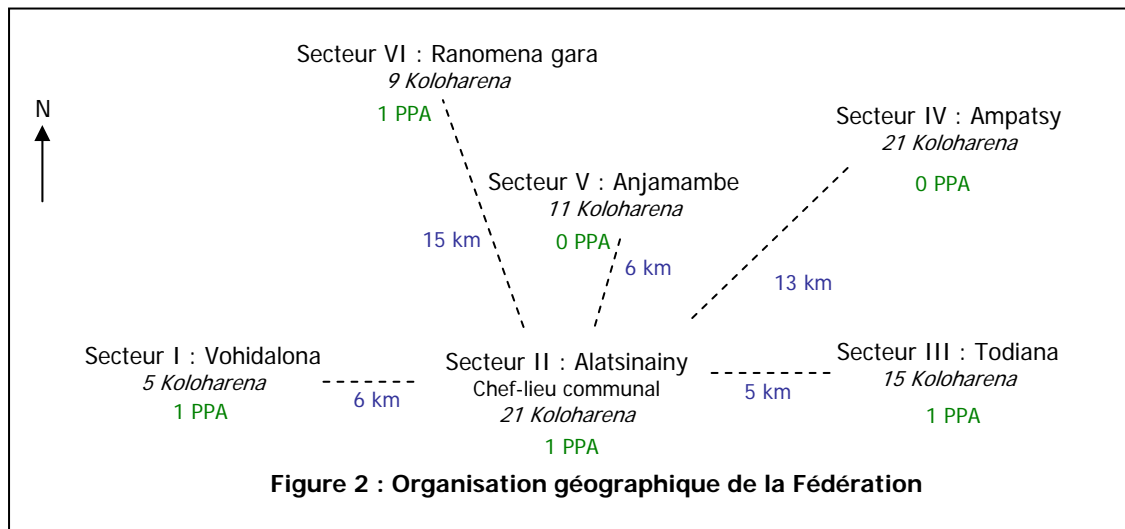 Secteur VI : Ranomena gara
9 Koloharena
1 PPA
N
Secteur IV : Ampatsy
21 Koloharena
0 PPA
Secteur V : Anjamambe
11 Koloharena
0 PPA
15 km
6 km
13 km
Secteur I : Vohidalona
5 Koloharena
1 PPA
6 km
Secteur II : Alatsinainy
Chef-lieu communal
21 Koloharena
1 PPA
5 km
Secteur III : Todiana
15 Koloharena
1 PPA
Figure 2 : Organisation géographique de la Fédération